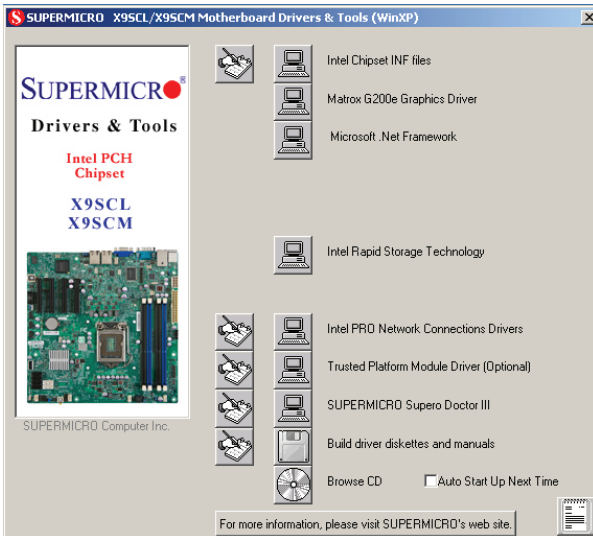 SUPERMICRO X9SCL/X9SCM Motherboard Drivers & Tools (WinXP)
SUPERMICRO
Drivers & Tools
Intel PCH
Chipset
X9SCL
X9SCM
SUPERMICRO Computer Inc.
Intel Chipset INF files
Matrox G200e Graphics Driver
Microsoft .Net Framework
Intel Rapid Storage Technology
Intel PRO Network Connections Drivers
Trusted Platform Module Driver (Optional)
SUPERMICRO Supero Doctor III
Build driver diskettes and manuals
Browse CD
Auto Start Up Next Time
For more information, please visit SUPERMICRO's web site.